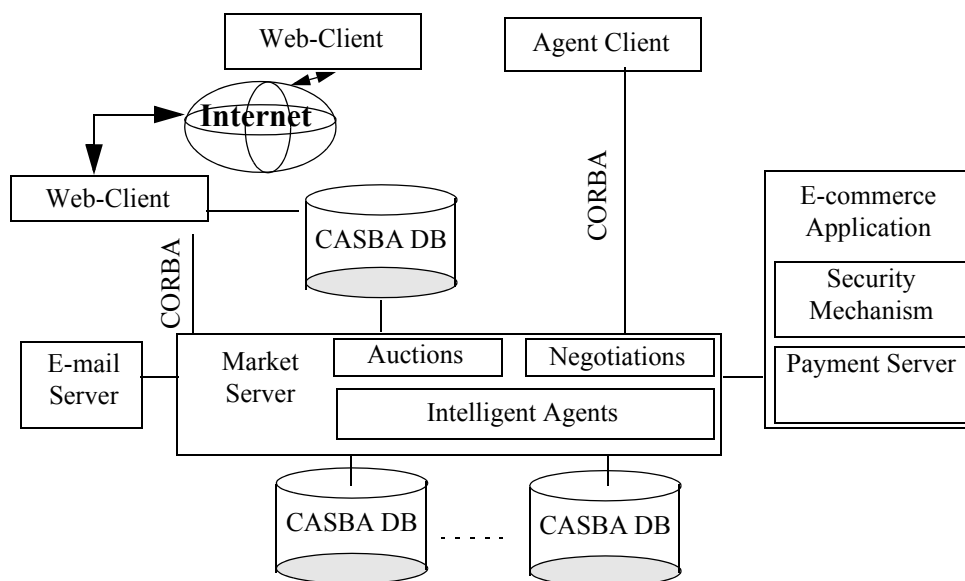 Web-Client
Agent Client
Internet
Web-Client
CASBA DB
CORBA
CORBA
E-commerce
Application
Security
Mechanism
Payment Server
E-mail
Server
Market
Server
Auctions
Negotiations
Intelligent Agents
CASBA DB
CASBA DB